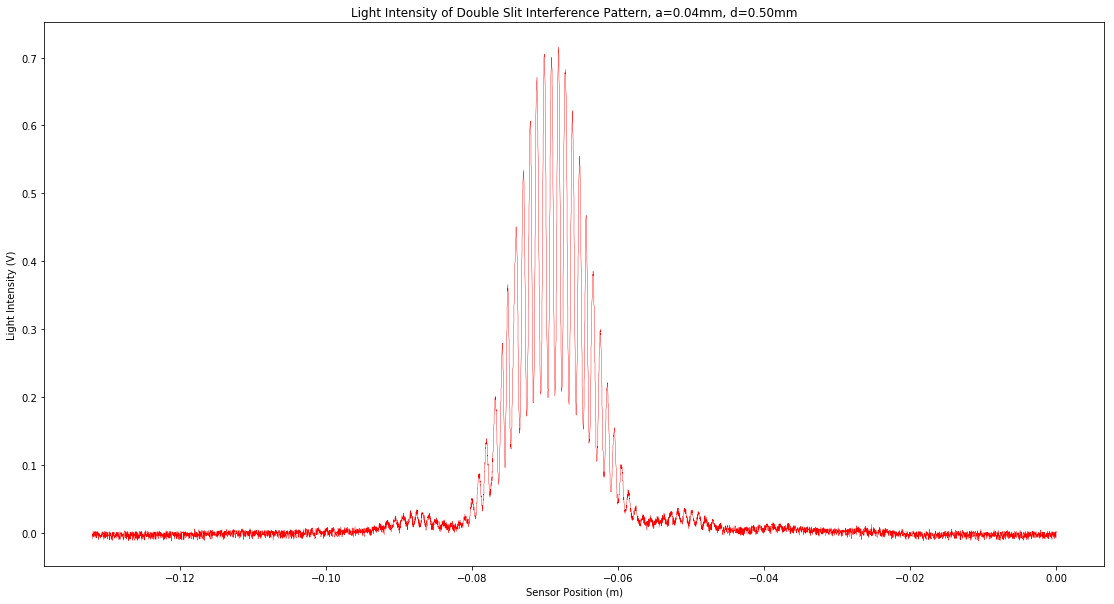 Light Intensity of Double Slit Interference Pattern, a=0.04mm, d=0.50mm
Light Intensity (V)
0.7
0.6
0.5
0.4
0.3
0.2
0.1
0.0
−0.12 −0.10 −0.08 −0.06 −0.04 −0.02 0.00
Sensor Position (m)